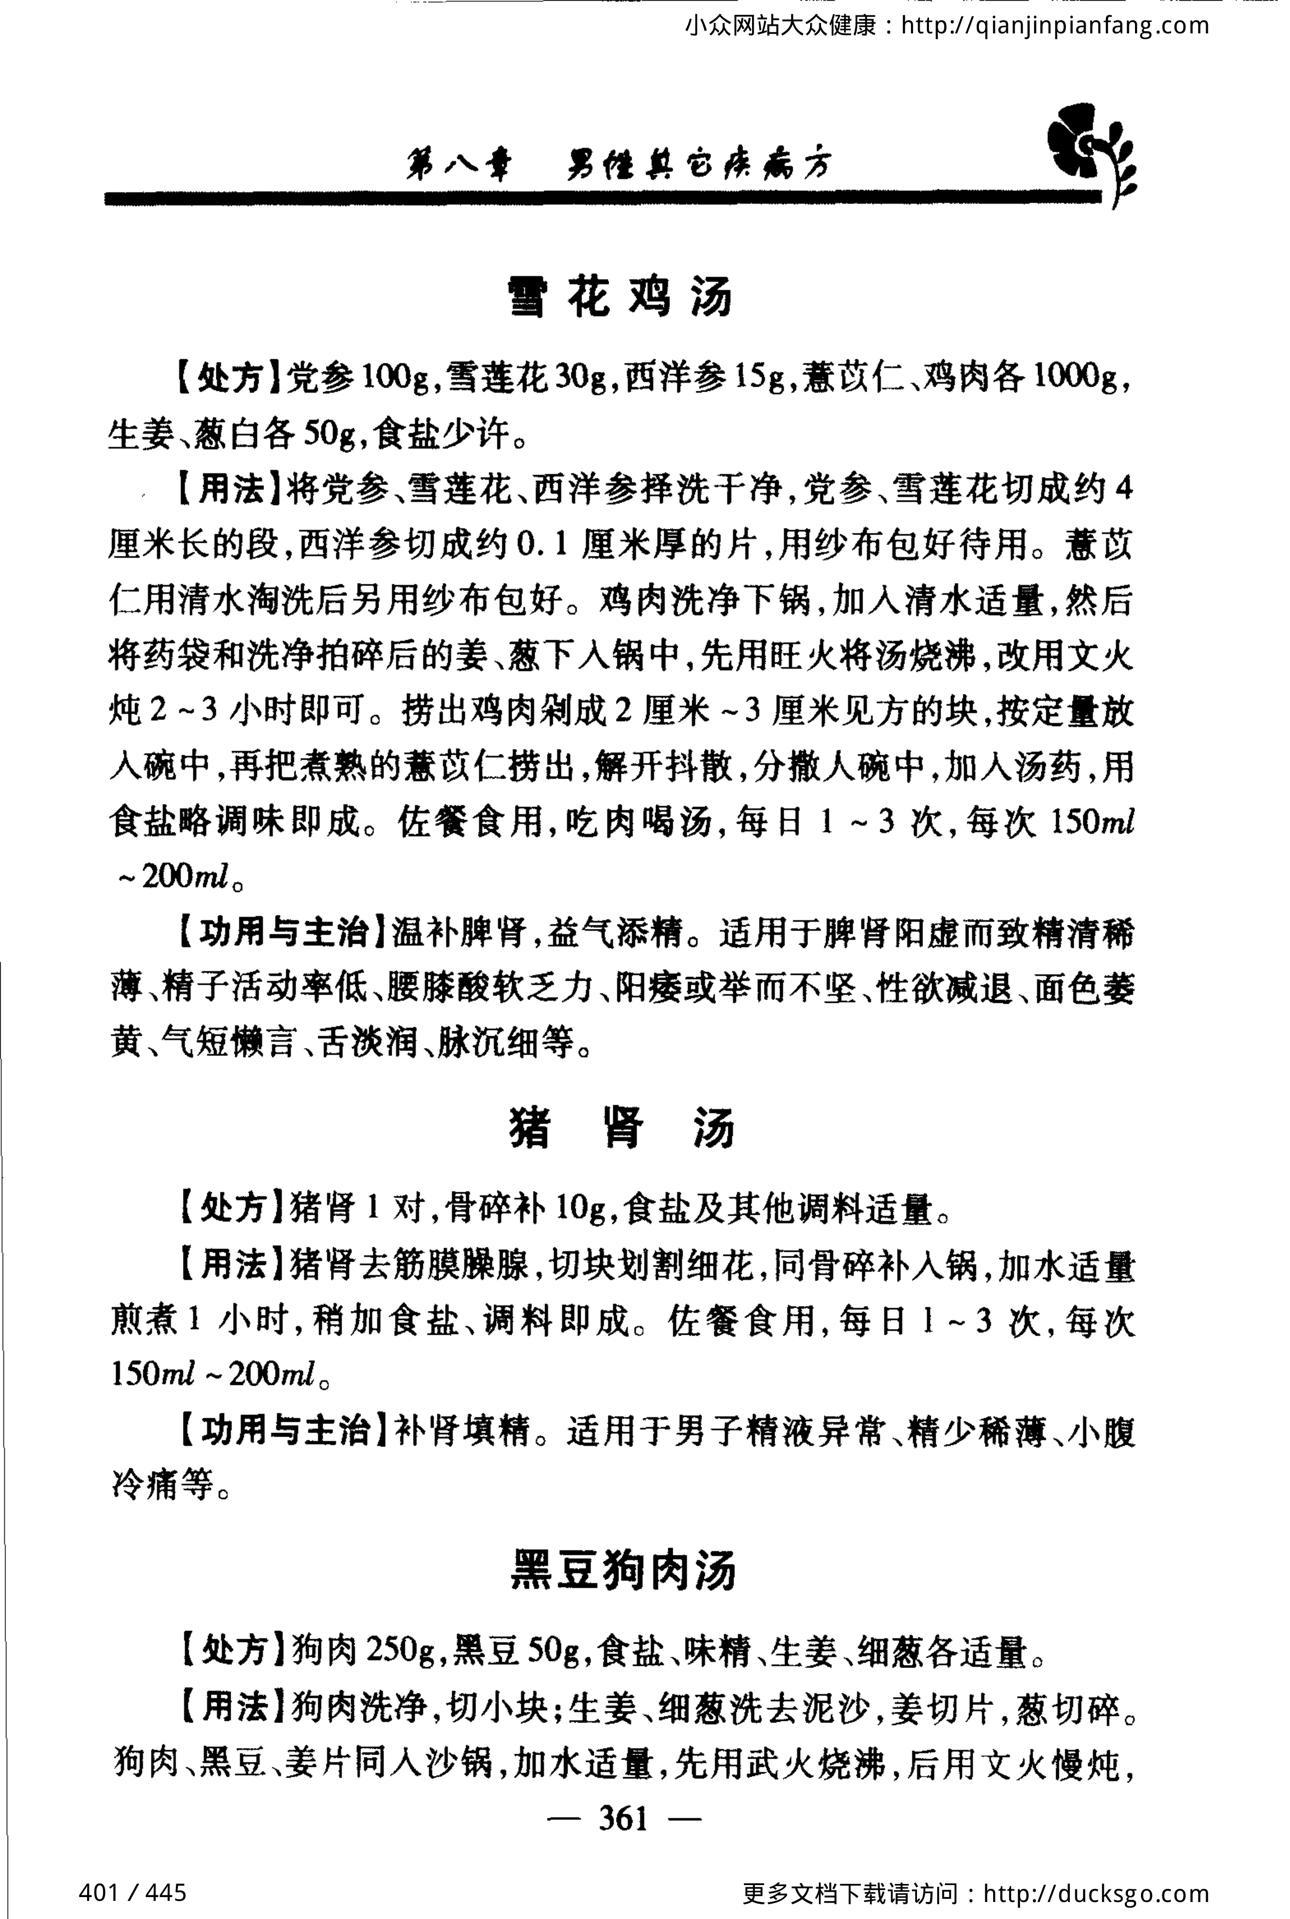 小众网站大众健康：http://qianjinpianfang.com
第八章 男性其它疾病方
雪花鸡汤
【处方】党参100g,雪莲花30g,西洋参15g,薏苡仁、鸡肉各1000g,
生姜、葱白各50g,食盐少许。
【用法】将党参、雪莲花、西洋参择洗干净,党参、雪莲花切成约4
厘米长的段,西洋参切成约0.1厘米厚的片,用纱布包好待用。薏苡
仁用清水淘洗后另用纱布包好。鸡肉洗净下锅,加入清水适量,然后
将药袋和洗净拍碎后的姜、葱下入锅中,先用旺火将汤烧沸,改用文火
炖2~3小时即可。捞出鸡肉剁成2厘米~3厘米见方的块,按定量放
入碗中,再把煮熟的薏苡仁捞出,解开抖散,分撒人碗中,加入汤药,用
食盐略调味即成。佐餐食用,吃肉喝汤,每日1~3次,每次150ml
~200ml。
【功用与主治】温补脾肾,益气添精。适用于脾肾阳虚而致精清稀
薄、精子活动率低、腰膝酸软乏力、阳痿或举而不坚、性欲减退、面色萎
黄、气短懒言、舌淡润、脉沉细等。
猪肾汤
【处方】猪肾1对,骨碎补10g,食盐及其他调料适量。
【用法】猪肾去筋膜臊腺,切块划割细花,同骨碎补入锅,加水适量
煎煮1小时,稍加食盐、调料即成。佐餐食用,每日1~3次,每次
150ml~200ml。
【功用与主治】补肾填精。适用于男子精液异常、精少稀薄、小腹
冷痛等。
黑豆狗肉汤
【处方】狗肉250g,黑豆50g,食盐、味精、生姜、细葱各适量。
【用法】狗肉洗净,切小块;生姜、细葱洗去泥沙,姜切片,葱切碎。
狗肉、黑豆、姜片同入沙锅,加水适量,先用武火烧沸,后用文火慢炖,
— 361 —
401 / 445
更多文档下载请访问：http://ducksgo.com